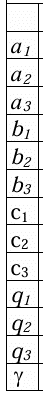 a₁
a₂
a₃
b₁
b₂
b₃
c₁
c₂
c₃
q₁
q₂
q₃
γ